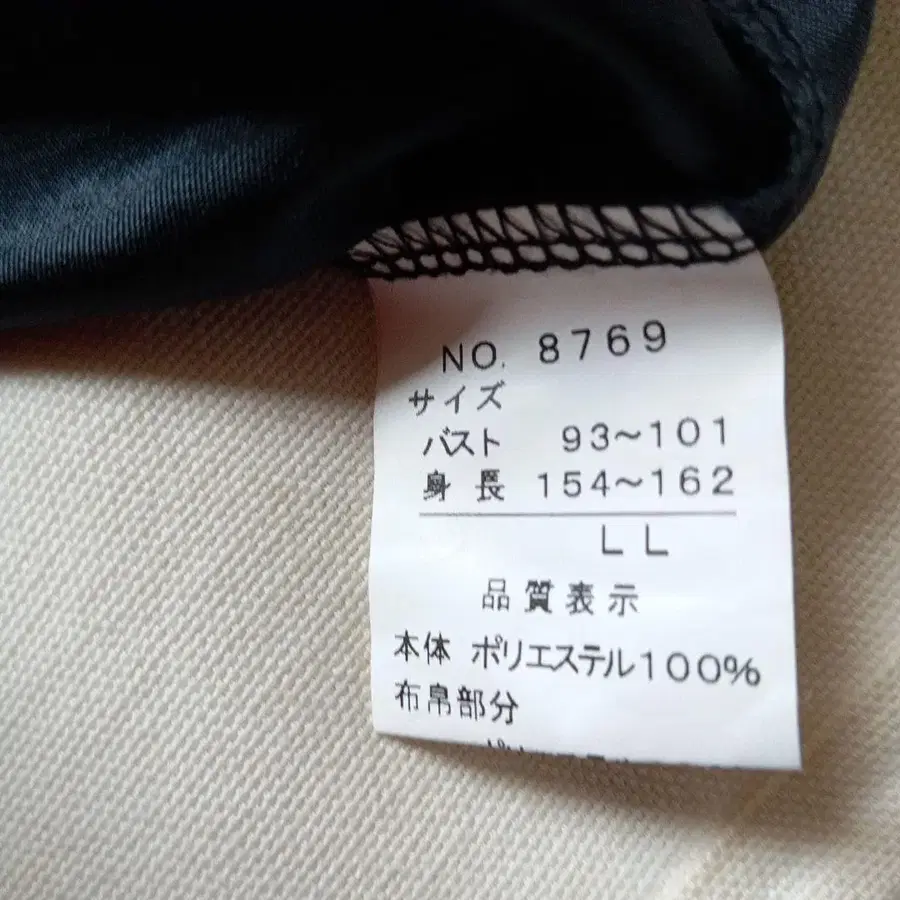 NO. 8769
サイズ
バスト 93～101
身長 154～162
LL
品質表示
本体 ポリエステル100%
布帛部分